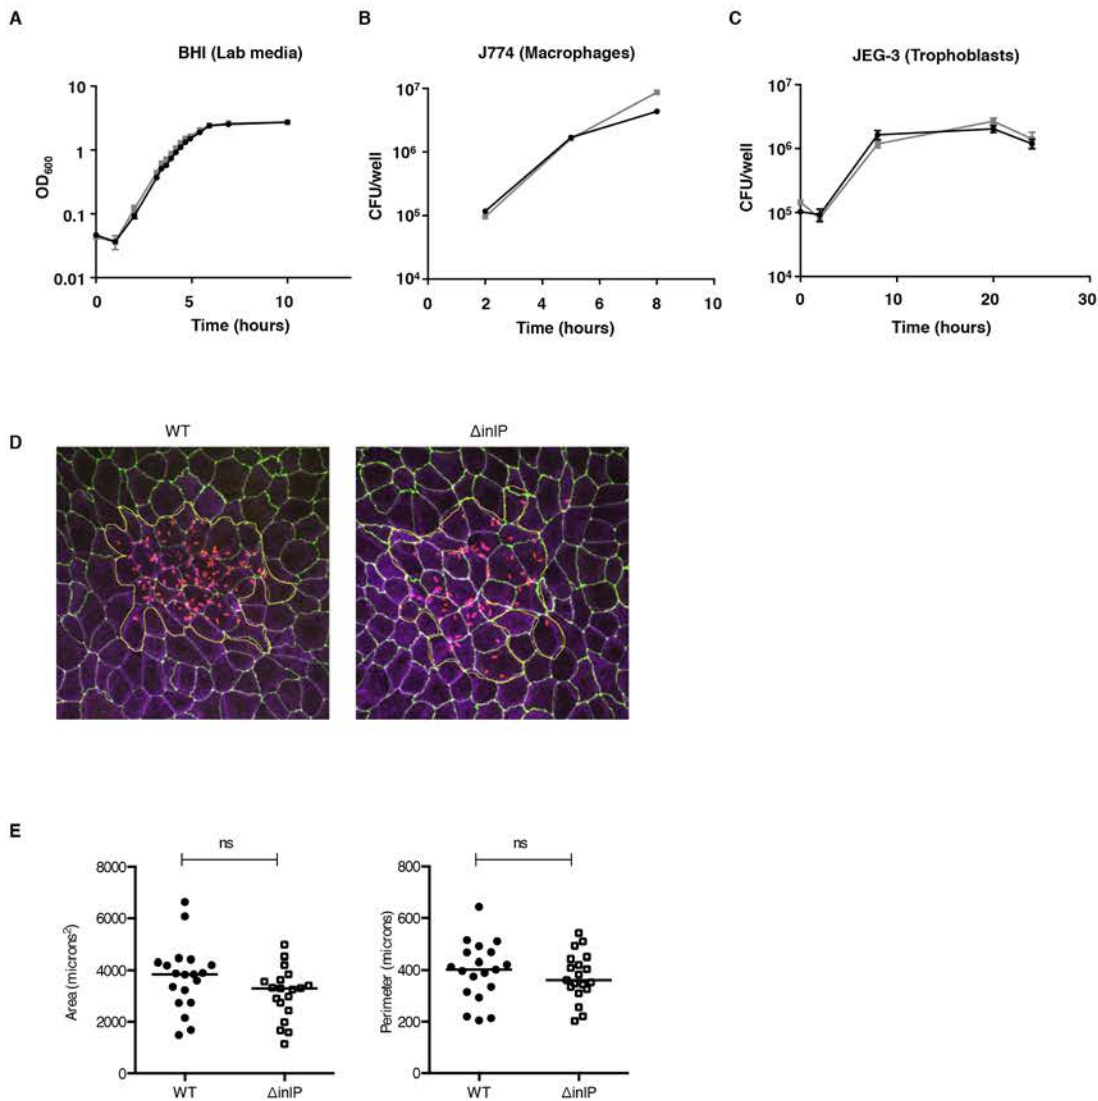 A
B
C
BHI (Lab media)
J774 (Macrophages)
JEG-3 (Trophoblasts)
10
1
0.1
0.01
OD600
0
5
10
Time (hours)
10^7
10^6
10^5
10^4
CFU/well
0
2
4
6
8
10
Time (hours)
10^7
10^6
10^5
10^4
CFU/well
0
10
20
30
Time (hours)
D
WT
ΔinlP
E
ns
8000
6000
4000
2000
0
Area (microns²)
WT
ΔinlP
ns
800
600
400
200
0
Perimeter (microns)
WT
ΔinlP